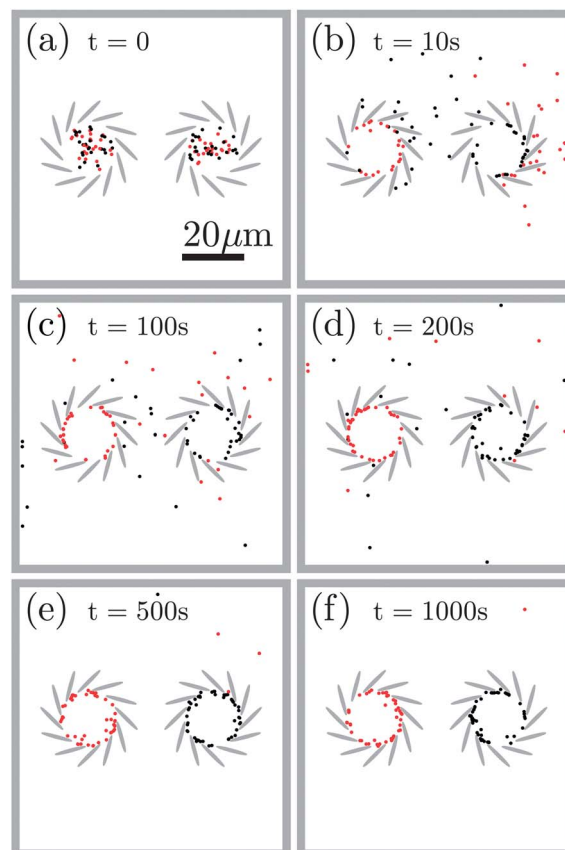 (a) t = 0
(b) t = 10s
20μm
(c) t = 100s
(d) t = 200s
(e) t = 500s
(f) t = 1000s